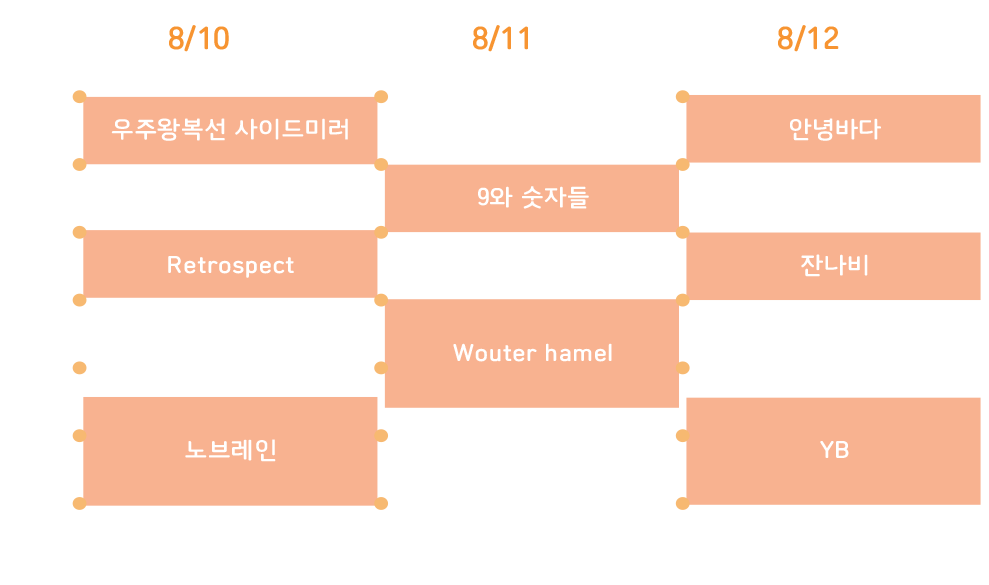 8/10
8/11
8/12
우주왕복선 사이드미러
안녕바다
9와 숫자들
Retrospect
잔나비
Wouter hamel
노브레인
YB